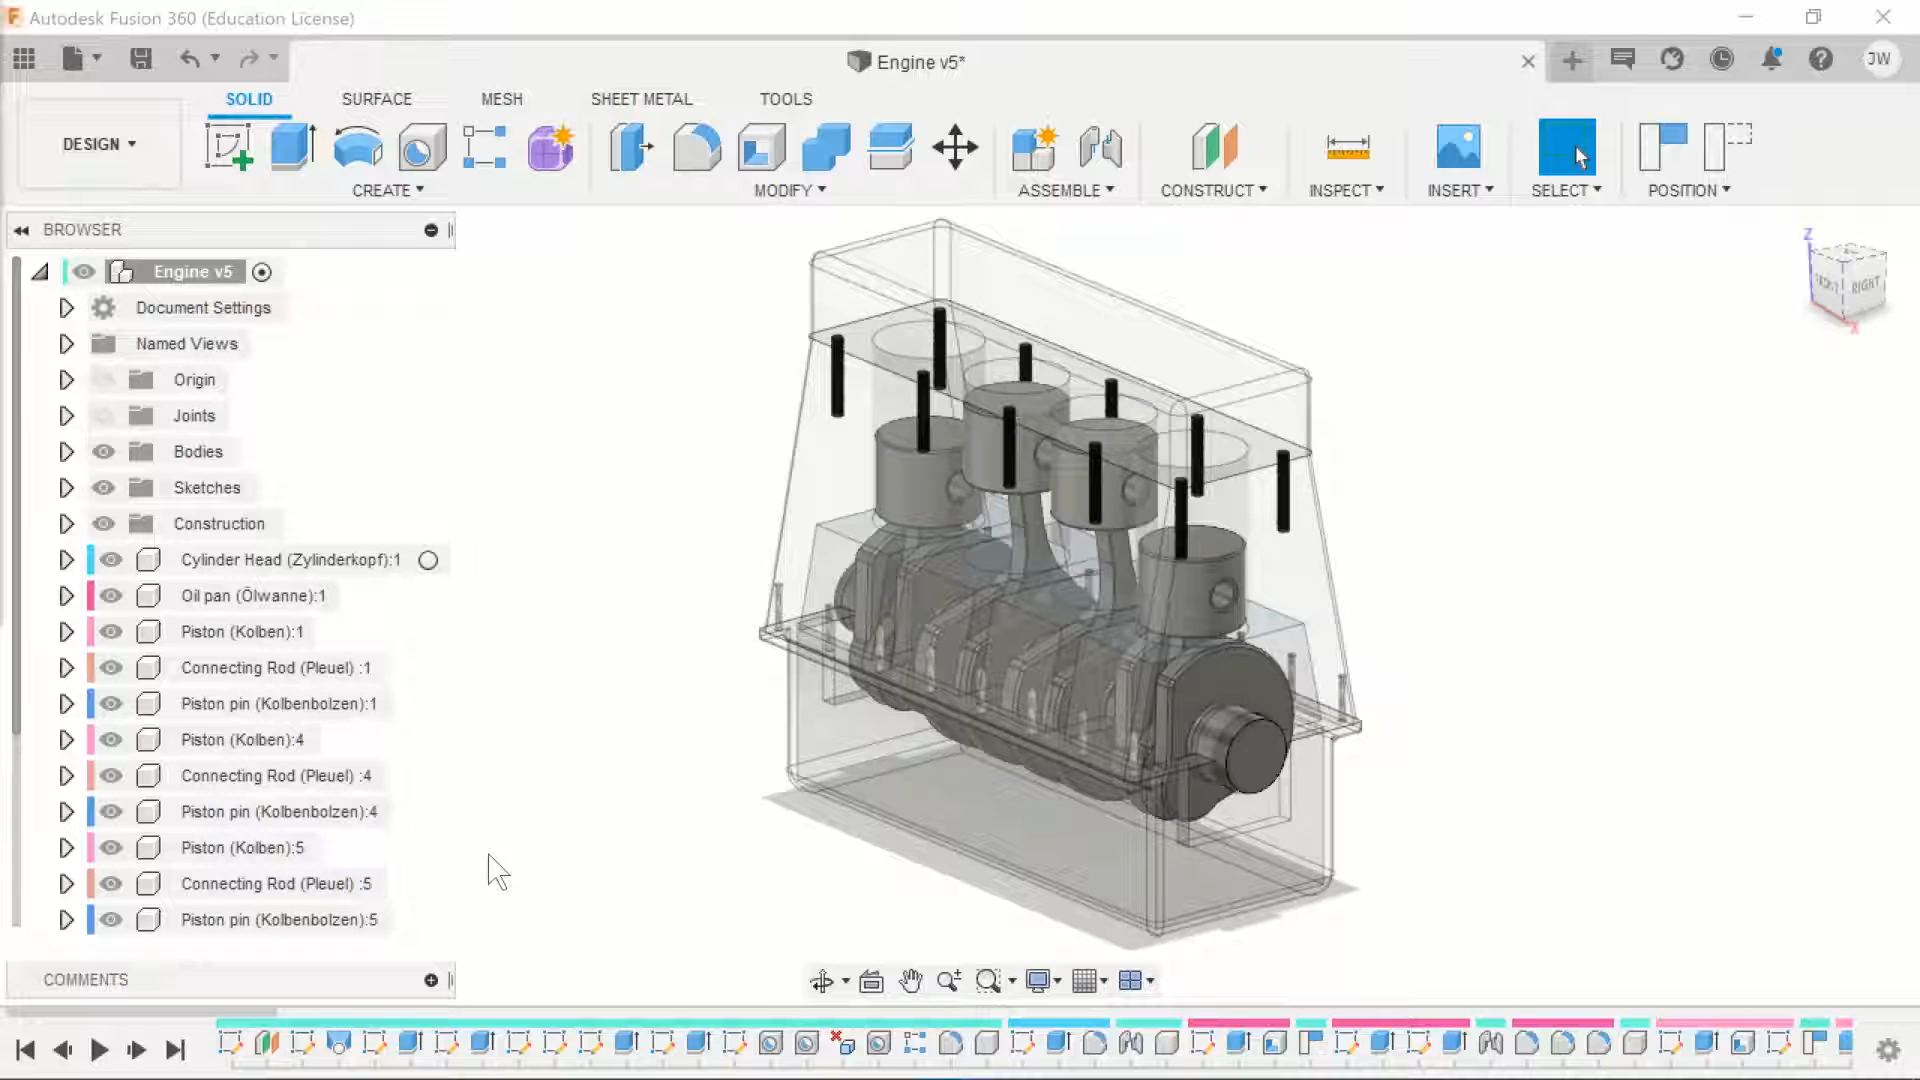 Autodesk Fusion 360 (Education License)
Engine v5*
JW
SOLID
SURFACE
MESH
SHEET METAL
TOOLS
DESIGN
CREATE
MODIFY
ASSEMBLE
CONSTRUCT
INSPECT
INSERT
SELECT
POSITION
BROWSER
Engine v5
Document Settings
Named Views
Origin
Joints
Bodies
Sketches
Construction
Cylinder Head (Zylinderkopf):1
Oil pan (Ölwanne):1
Piston (Kolben):1
Connecting Rod (Pleuel) :1
Piston pin (Kolbenbolzen):1
Piston (Kolben):4
Connecting Rod (Pleuel) :4
Piston pin (Kolbenbolzen):4
Piston (Kolben):5
Connecting Rod (Pleuel) :5
Piston pin (Kolbenbolzen):5
Z
FRONT
RIGHT
X
COMMENTS